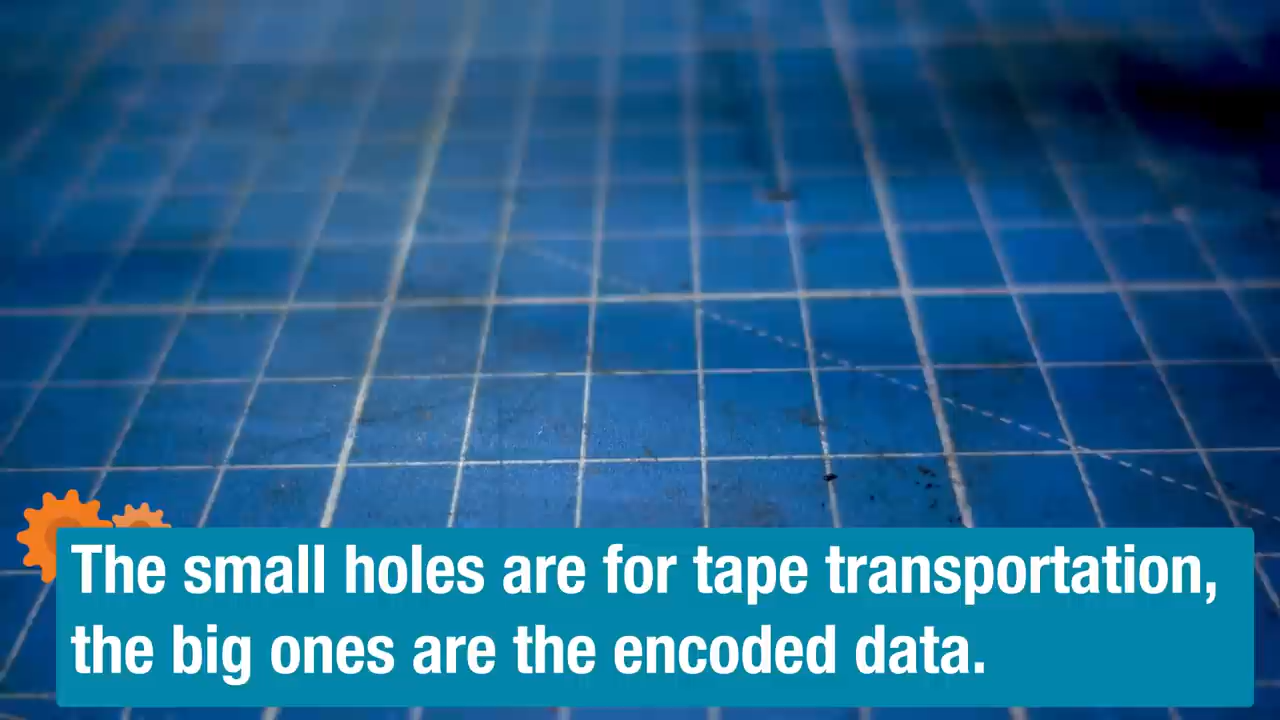 The small holes are for tape transportation,
the big ones are the encoded data.